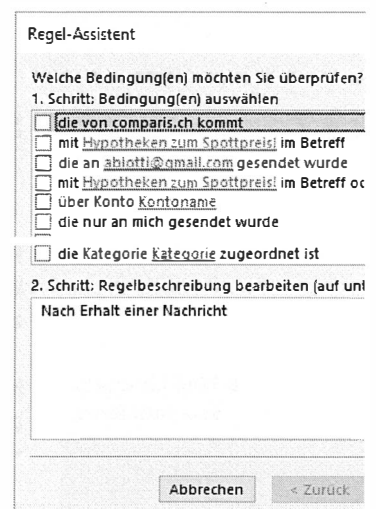 Regel-Assistent
Welche Bedingung(en) möchten Sie überprüfen?
1. Schritt: Bedingung(en) auswählen
die von comparis.ch kommt
mit Hypotheken zum Spottpreis! im Betreff
die an abiotti@gmail.com gesendet wurde
mit Hypotheken zum Spottpreis! im Betreff oc
über Konto Kontoname
die nur an mich gesendet wurde
die Kategorie Kategorie zugeordnet ist
2. Schritt: Regelbeschreibung bearbeiten (auf unt
Nach Erhalt einer Nachricht
Abbrechen < Zurück